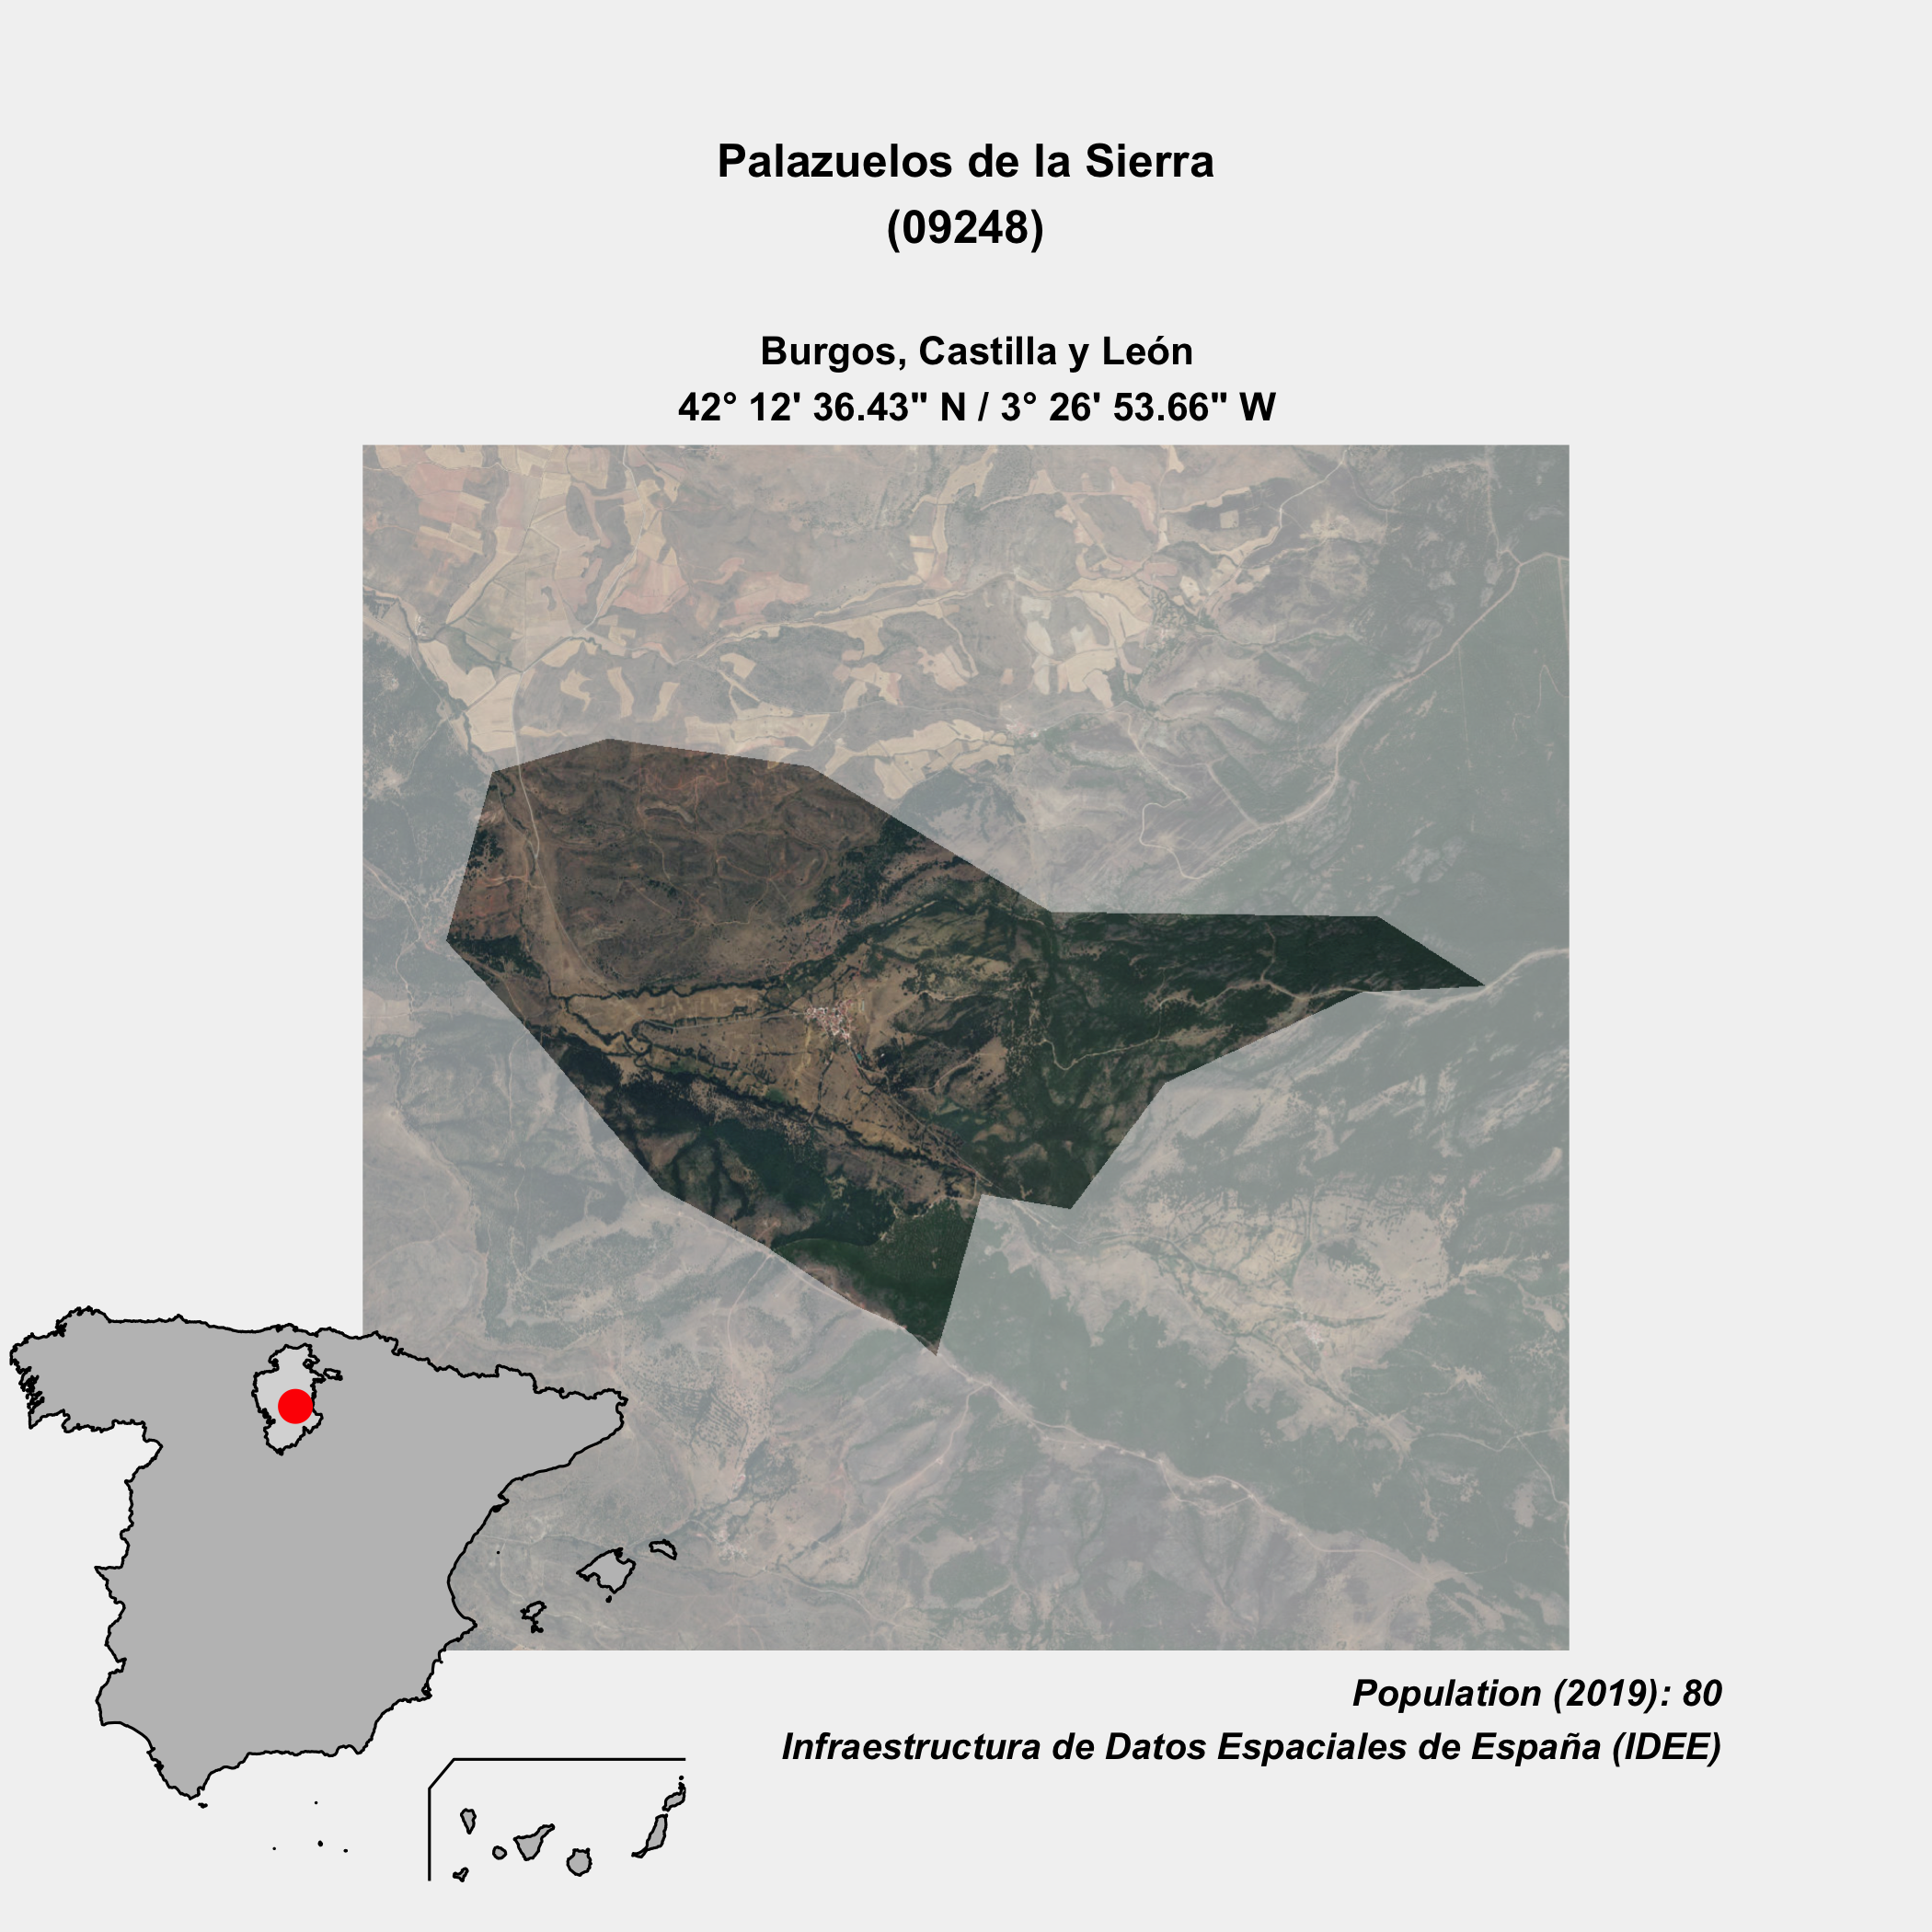 Palazuelos de la Sierra
(09248)
Burgos, Castilla y León
42° 12' 36.43" N / 3° 26' 53.66" W
Population (2019): 80
Infraestructura de Datos Espaciales de España (IDEE)